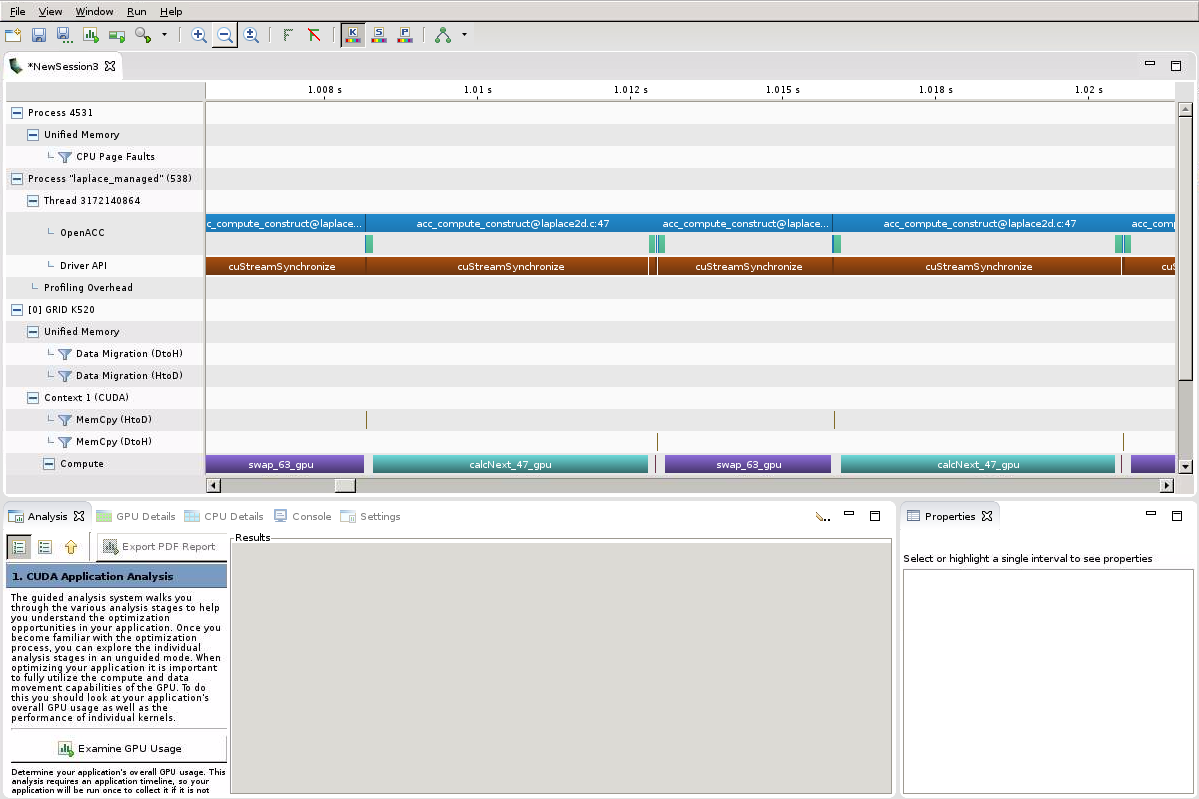 File View Window Run Help
K S P
*NewSession3
1.008 s 1.01 s 1.012 s 1.015 s 1.018 s 1.02 s
Process 4531
Unified Memory
CPU Page Faults
Process "laplace_managed" (538)
Thread 3172140864
OpenACC
c_compute_construct@laplace... acc_compute_construct@laplace2d.c:47 acc_compute_construct@laplace... acc_compute_construct@laplace2d.c:47 acc_comp
Driver API
cuStreamSynchronize cuStreamSynchronize cuStreamSynchronize cuStreamSynchronize cuS
Profiling Overhead
[0] GRID K520
Unified Memory
Data Migration (DtoH)
Data Migration (HtoD)
Context 1 (CUDA)
MemCpy (HtoD)
MemCpy (DtoH)
Compute
swap_63_gpu calcNext_47_gpu swap_63_gpu calcNext_47_gpu
Analysis GPU Details CPU Details Console Settings
Export PDF Report
1. CUDA Application Analysis
The guided analysis system walks you
through the various analysis stages to help
you understand the optimization
opportunities in your application. Once you
become familiar with the optimization
process, you can explore the individual
analysis stages in an unguided mode. When
optimizing your application it is important
to fully utilize the compute and data
movement capabilities of the GPU. To do
this you should look at your application's
overall GPU usage as well as the
performance of individual kernels.
Examine GPU Usage
Determine your application's overall GPU usage. This
analysis requires an application timeline, so your
application will be run once to collect it if it is not
Results
Properties
Select or highlight a single interval to see properties